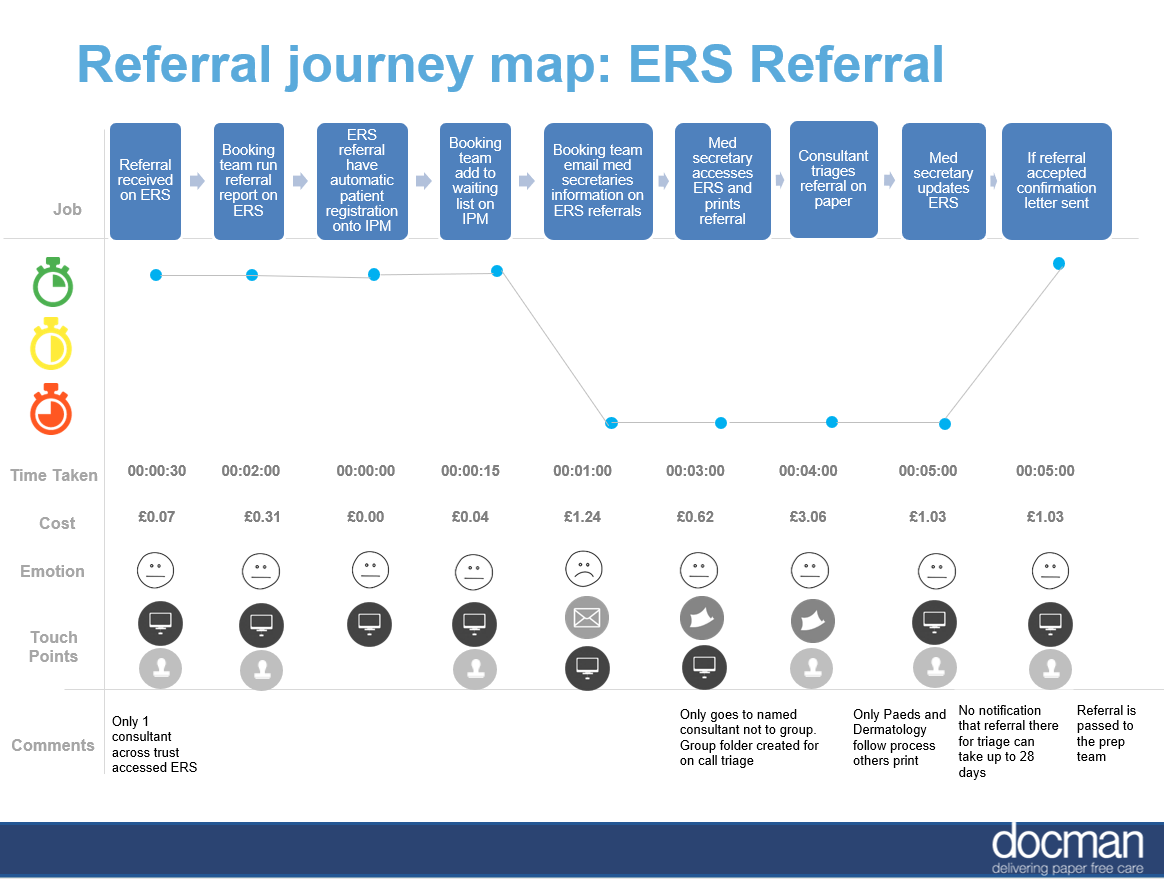 Referral journey map: ERS Referral
Job
Referral
received
on ERS
Booking
team run
referral
report on
ERS
ERS
referral
have
automatic
patient
registration
onto IPM
Booking
team
add to
waiting
list on
IPM
Booking team
email med
secretaries
information on
ERS referrals
Med
secretary
accesses
ERS and
prints
referral
Consultant
triages
referral on
paper
Med
secretary
updates
ERS
If referral
accepted
confirmation
letter sent
Time Taken
00:00:30
00:02:00
00:00:00
00:00:15
00:01:00
00:03:00
00:04:00
00:05:00
00:05:00
Cost
£0.07
£0.31
£0.00
£0.04
£1.24
£0.62
£3.06
£1.03
£1.03
Emotion
Touch
Points
Comments
Only 1
consultant
across trust
accessed ERS
Only goes to named
consultant not to group.
Group folder created for
on call triage
Only Paeds and
Dermatology
follow process
others print
No notification
that referral there
for triage can
take up to 28
days
Referral is
passed to
the prep
team
docman
delivering paper free care